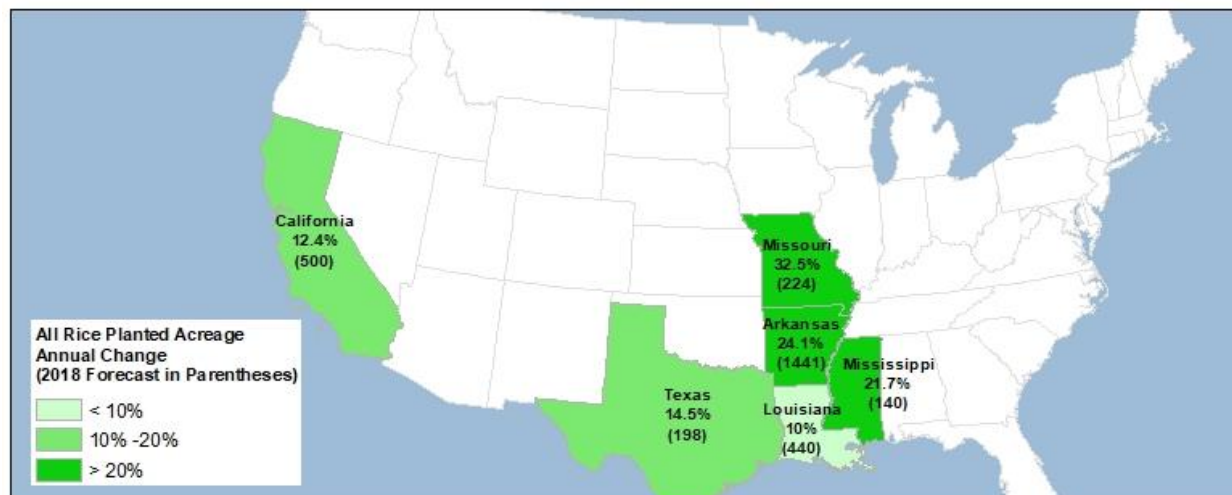 California
12.4%
(500)
Missouri
32.5%
(224)
Arkansas
24.1%
(1441)
Mississippi
21.7%
(140)
Texas
14.5%
(198)
Louisiana
10%
(440)
All Rice Planted Acreage
Annual Change
(2018 Forecast in Parentheses)
< 10%
10% -20%
> 20%